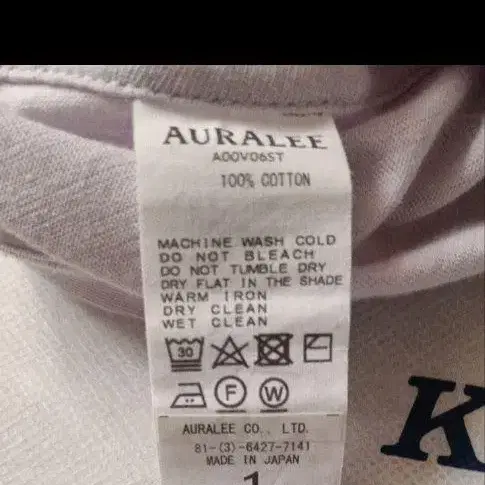 AURALEE
A00V06ST
100% COTTON
MACHINE WASH COLD
DO NOT BLEACH
DO NOT TUMBLE DRY
DRY FLAT IN THE SHADE
WARM IRON
DRY CLEAN
WET CLEAN
30
F W
AURALEE CO., LTD.
81-(3)-6427-7141
MADE IN JAPAN
1
K